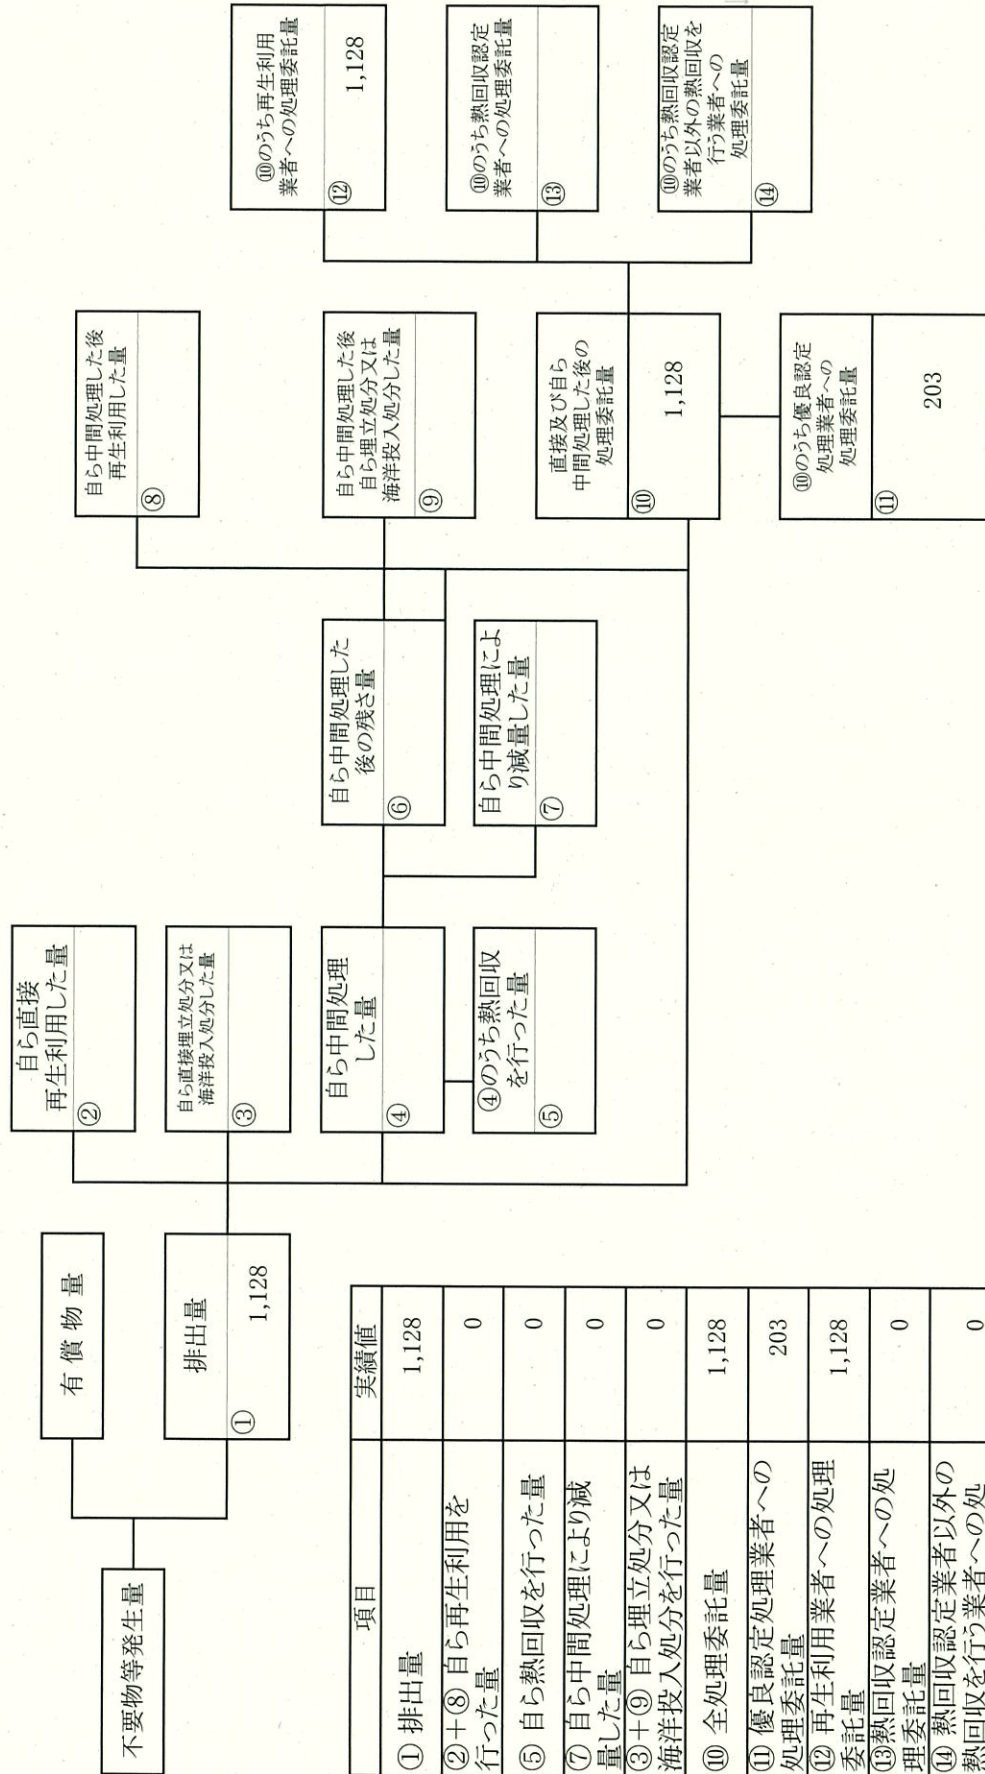 不要物等発生量
有償物量
排出量
①
1,128
自ら直接
再生利用した量
②
自ら直接埋立処分又は
海洋投入処分した量
③
自ら中間処理
した量
④
④のうち熱回収
を行った量
⑤
自ら中間処理した
後の残さ量
⑥
自ら中間処理によ
り減量した量
⑦
自ら中間処理した後
再生利用した量
⑧
自ら中間処理した後
自ら埋立処分又は
海洋投入処分した量
⑨
直接及び自ら
中間処理した後の
処理委託量
⑩
1,128
⑩のうち優良認定
処理業者への
処理委託量
⑪
203
⑩のうち再生利用
業者への処理委託量
⑫
1,128
⑩のうち熱回収認定
業者への処理委託量
⑬
⑩のうち熱回収認定
業者以外の熱回収を
行う業者への
処理委託量
⑭
項目 実績値
① 排出量 1,128
②+⑧ 自ら再生利用を
行った量 0
⑤ 自ら熱回収を行った量 0
⑦ 自ら中間処理により減
量した量 0
③+⑨ 自ら埋立処分又は
海洋投入処分を行った量 0
⑩ 全処理委託量 1,128
⑪ 優良認定処理業者への
処理委託量 203
⑫ 再生利用業者への処理
委託量 1,128
⑬熱回収認定業者への処
理委託量 0
⑭ 熱回収認定業者以外の
熱回収を行う業者への処 0